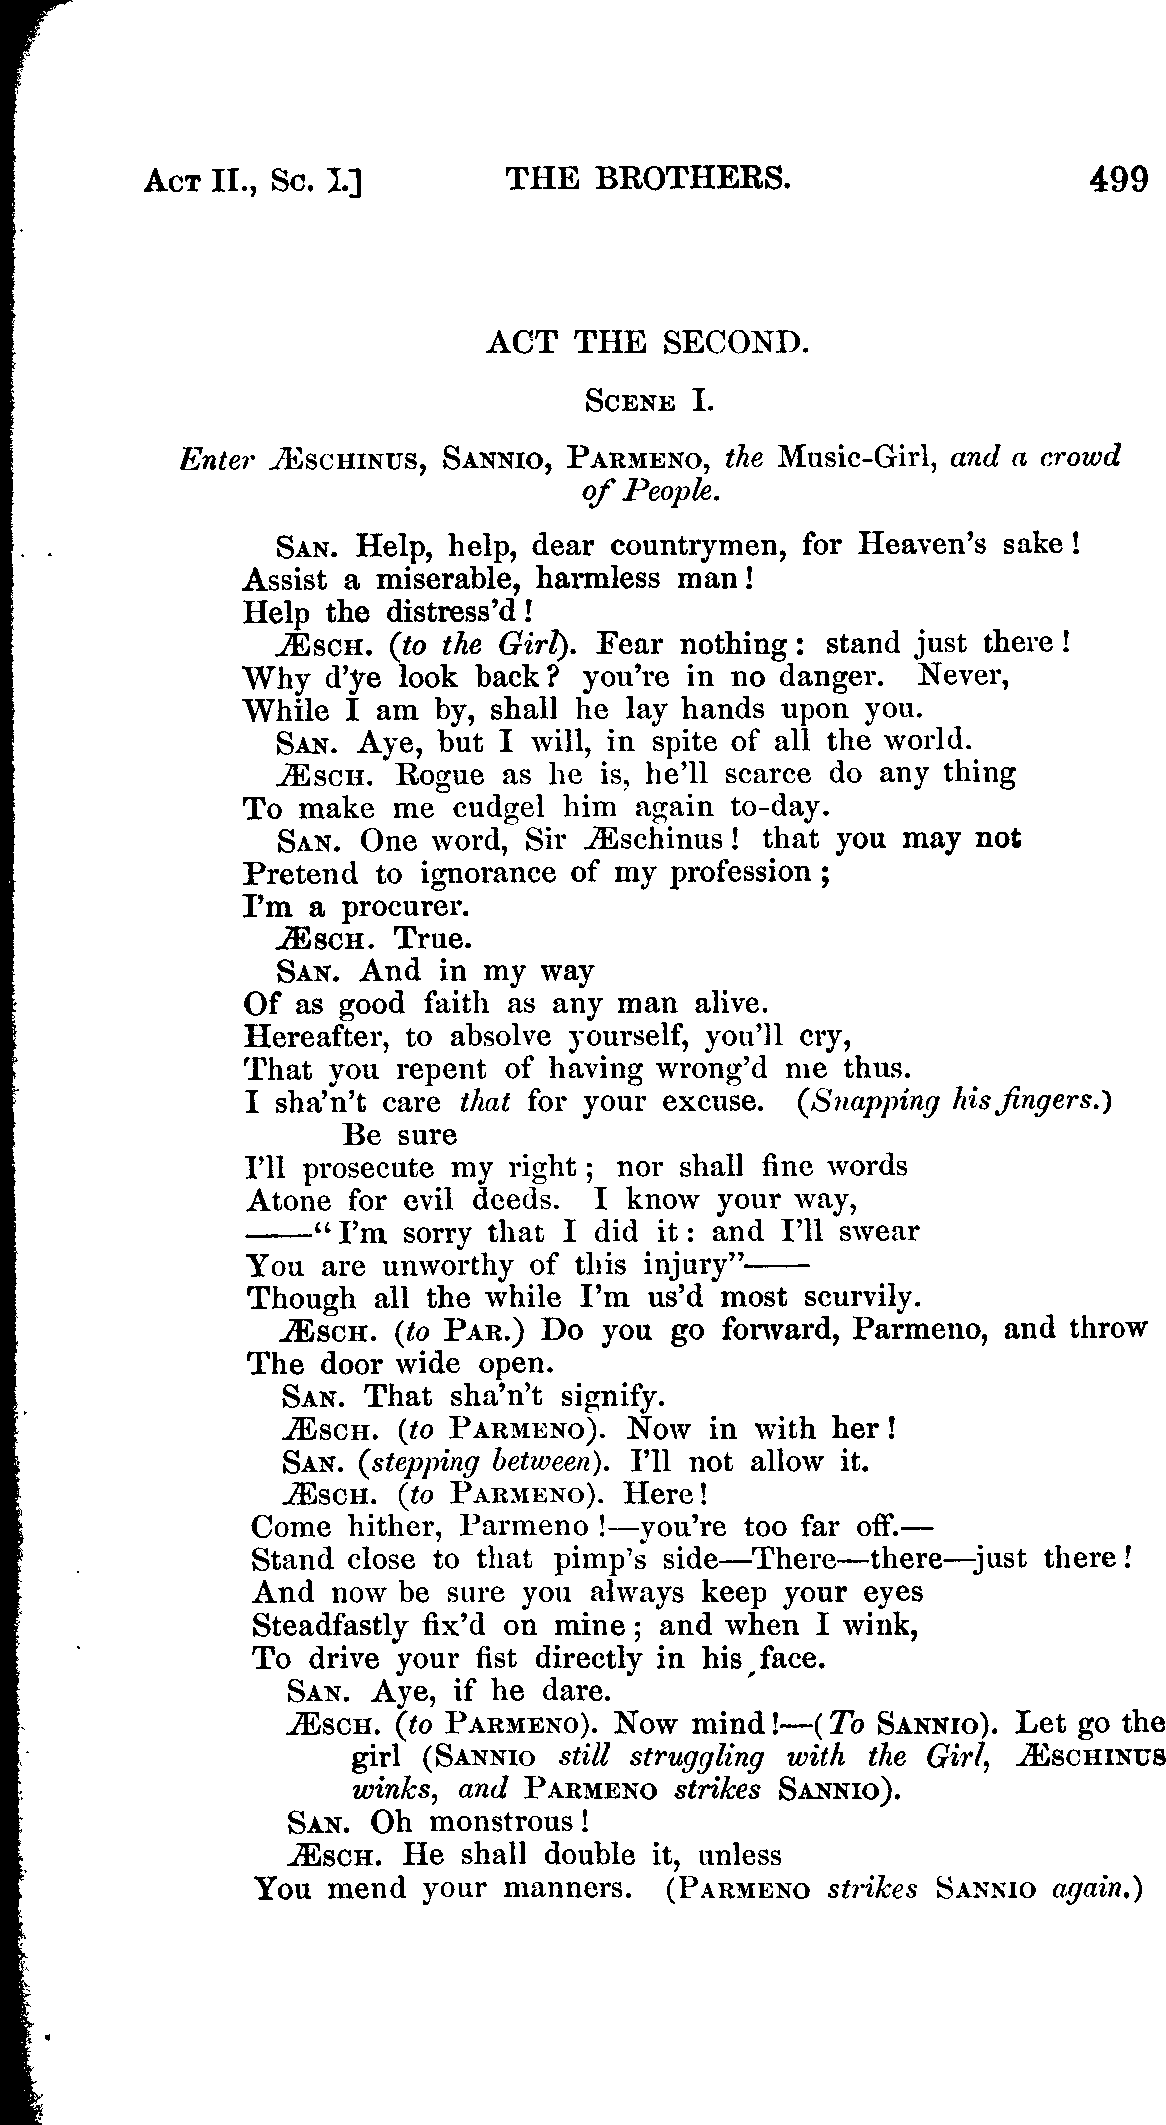 ACT II., SC. I.] THE BROTHERS. 499
ACT THE SECOND.
SCENE I.
Enter ÆSCHINUS, SANNIO, PARMENO, the Music-Girl, and a crowd
of People.
SAN. Help, help, dear countrymen, for Heaven's sake!
Assist a miserable, harmless man!
Help the distress'd!
ÆSCH. (to the Girl). Fear nothing: stand just there!
Why d'ye look back? you're in no danger. Never,
While I am by, shall he lay hands upon you.
SAN. Aye, but I will, in spite of all the world.
ÆSCH. Rogue as he is, he'll scarce do any thing
To make me cudgel him again to-day.
SAN. One word, Sir Æschinus! that you may not
Pretend to ignorance of my profession;
I'm a procurer.
ÆSCH. True.
SAN. And in my way
Of as good faith as any man alive.
Hereafter, to absolve yourself, you'll cry,
That you repent of having wrong'd me thus.
I sha'n't care that for your excuse. (Snapping his fingers.)
Be sure
I'll prosecute my right; nor shall fine words
Atone for evil deeds. I know your way,
——"I'm sorry that I did it: and I'll swear
You are unworthy of this injury"——
Though all the while I'm us'd most scurvily.
ÆSCH. (to PAR.) Do you go forward, Parmeno, and throw
The door wide open.
SAN. That sha'n't signify.
ÆSCH. (to PARMENO). Now in with her!
SAN. (stepping between). I'll not allow it.
ÆSCH. (to PARMENO). Here!
Come hither, Parmeno!—you're too far off.—
Stand close to that pimp's side—There—there—just there!
And now be sure you always keep your eyes
Steadfastly fix'd on mine; and when I wink,
To drive your fist directly in his face.
SAN. Aye, if he dare.
ÆSCH. (to PARMENO). Now mind!—(To SANNIO). Let go the
girl (SANNIO still struggling with the Girl, ÆSCHINUS
winks, and PARMENO strikes SANNIO).
SAN. Oh monstrous!
ÆSCH. He shall double it, unless
You mend your manners. (PARMENO strikes SANNIO again.)